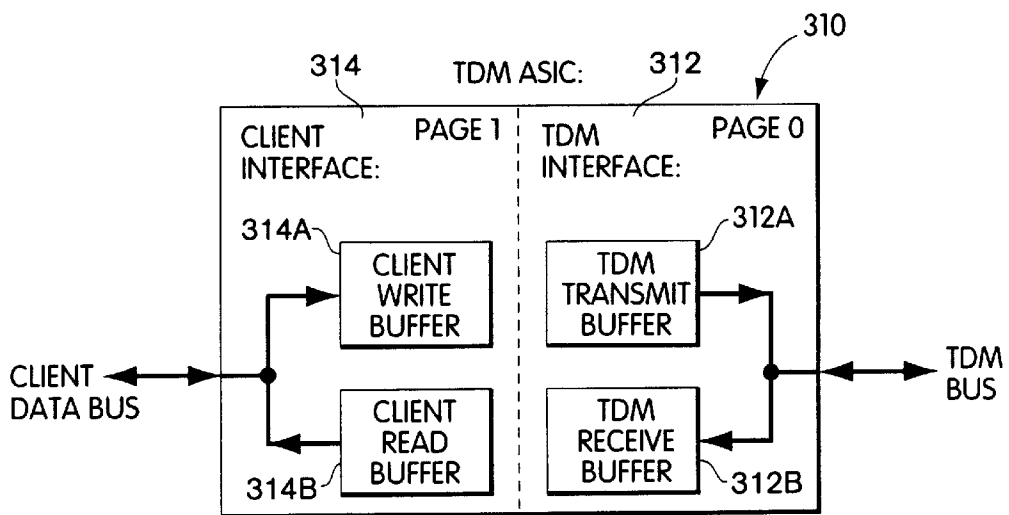 310
314
TDM ASIC:
312
CLIENT
INTERFACE:
PAGE 1
TDM
INTERFACE:
PAGE 0
314A
CLIENT
WRITE
BUFFER
312A
TDM
TRANSMIT
BUFFER
CLIENT
DATA BUS
TDM
BUS
314B
CLIENT
READ
BUFFER
TDM
RECEIVE
BUFFER
312B